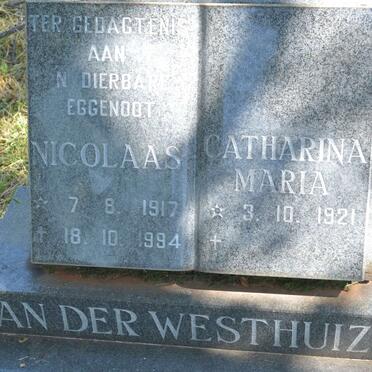 TER GEDAGTENIS
AAN
'N DIERBARE
EGGENOOT
NICOLAAS
☆ 7. 8. 1917
† 18. 10. 1994
CATHARINA
MARIA
☆ 3. 10. 1921
†
AN DER WESTHUIZ